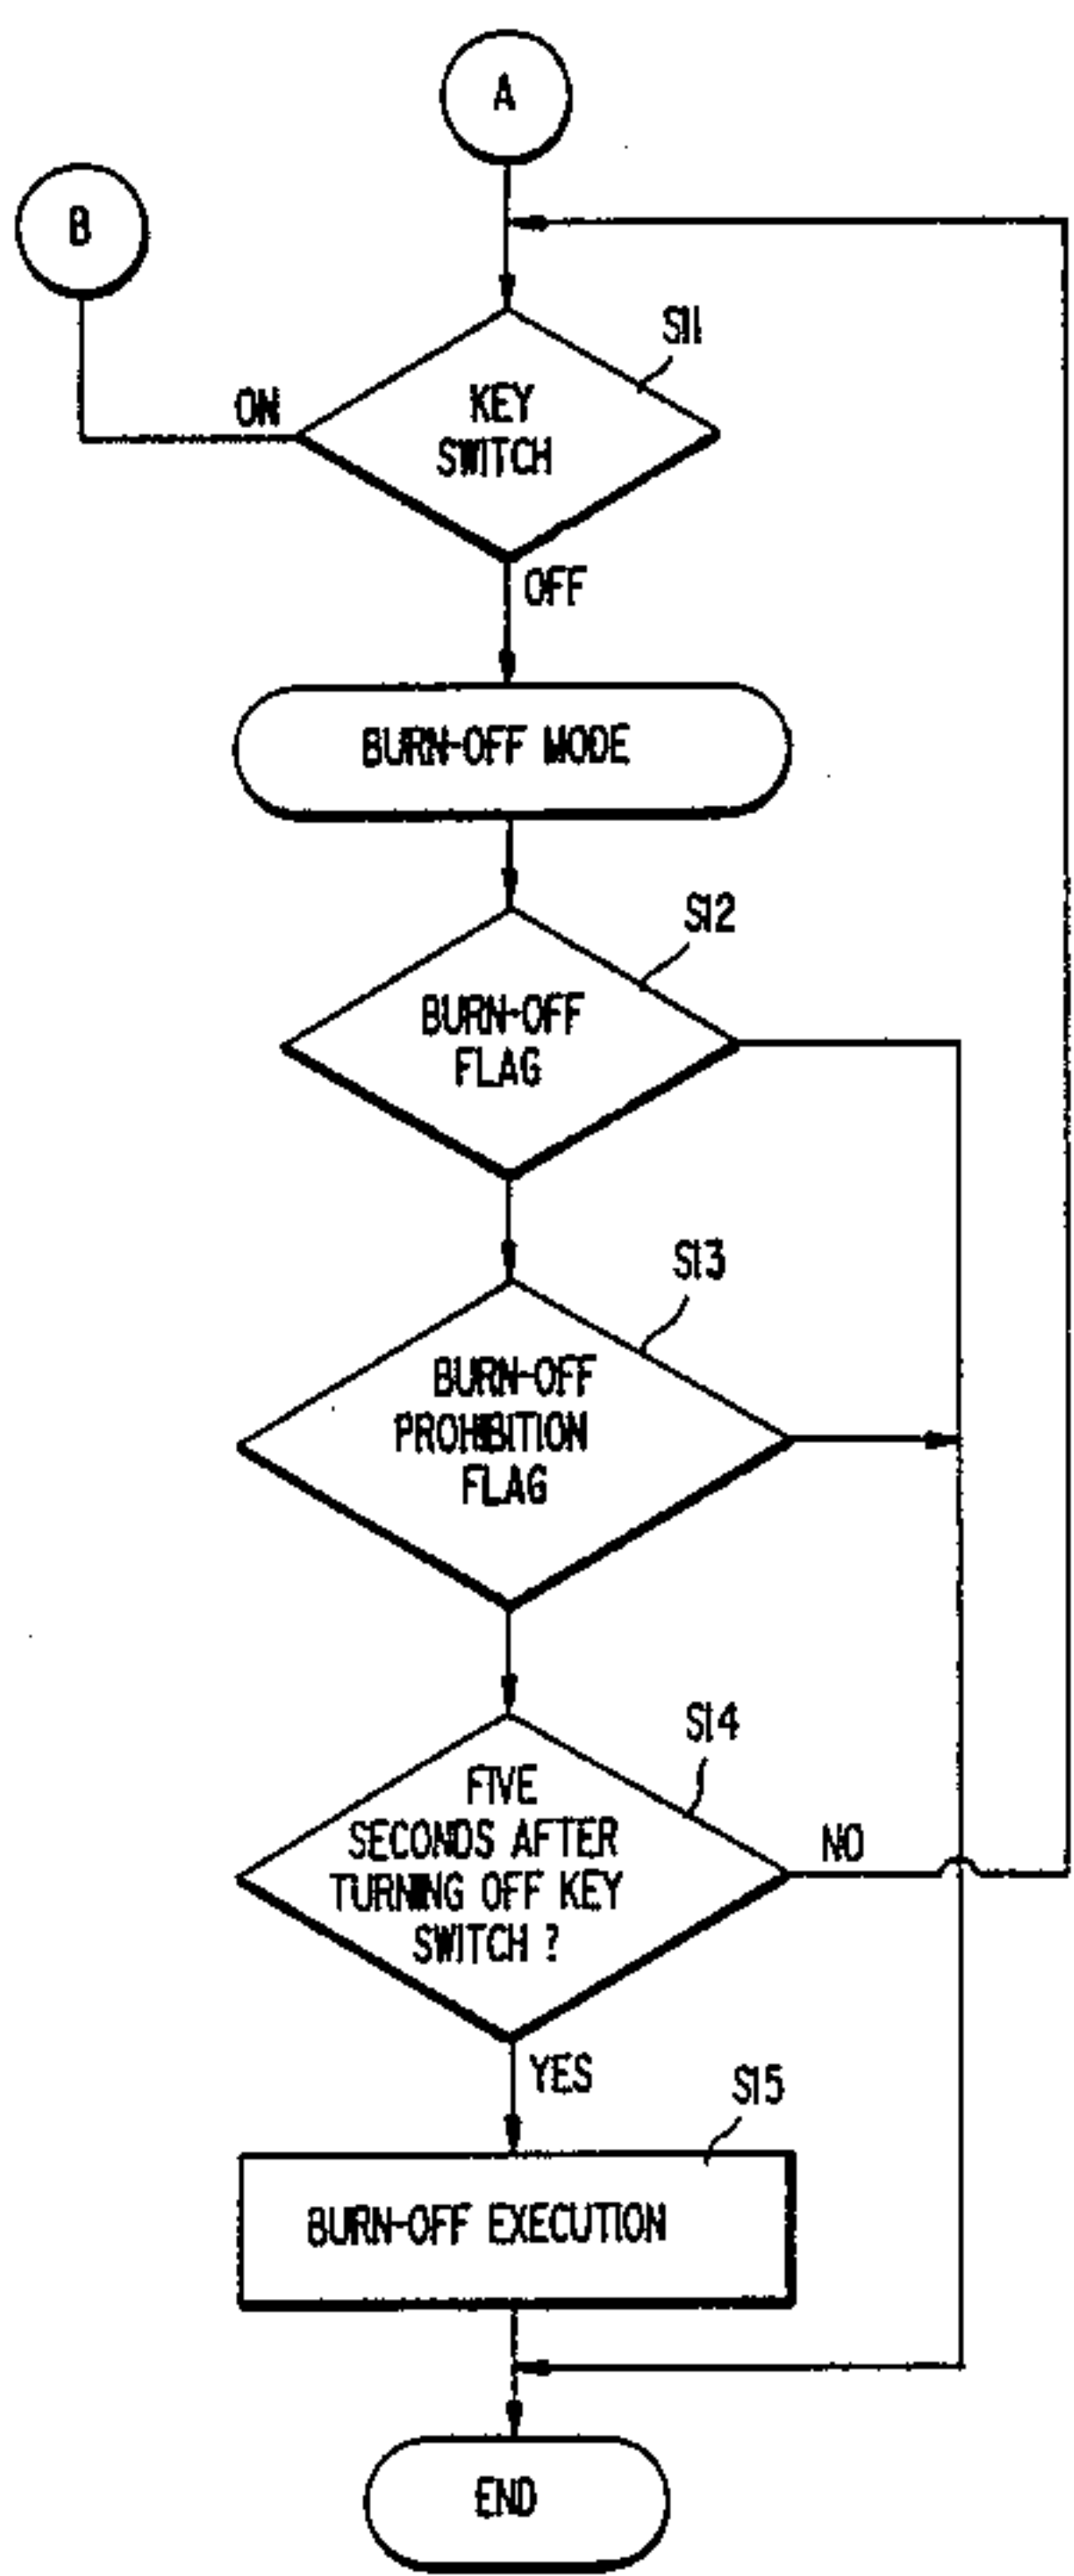 A
B
S11
ON
KEY
SWITCH
OFF
BURN-OFF MODE
S12
BURN-OFF
FLAG
S13
BURN-OFF
PROHIBITION
FLAG
S14
FIVE
SECONDS AFTER
TURNING OFF KEY
SWITCH ?
NO
YES
S15
BURN-OFF EXECUTION
END